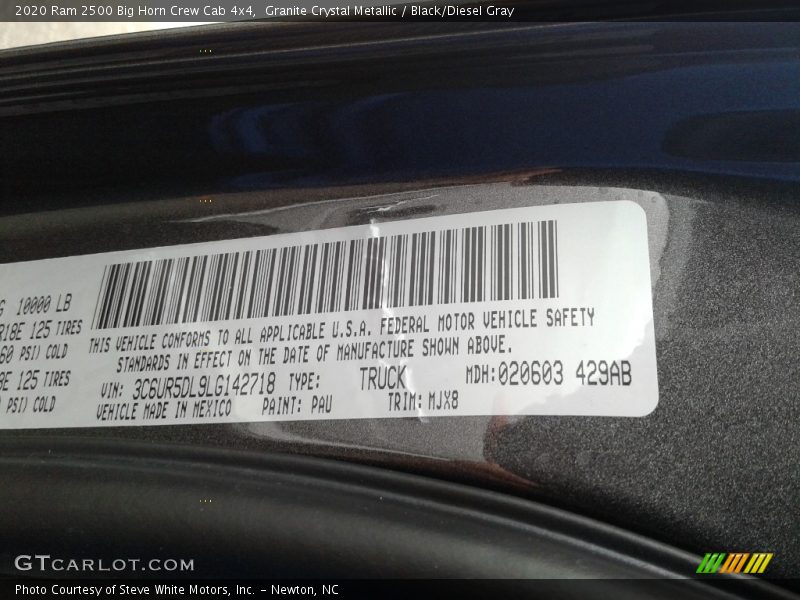 2020 Ram 2500 Big Horn Crew Cab 4x4, Granite Crystal Metallic / Black/Diesel Gray
10000 LB
R18E 125 TIRES
60 PSI) COLD
0E 125 TIRES
PSI) COLD
THIS VEHICLE CONFORMS TO ALL APPLICABLE U.S.A. FEDERAL MOTOR VEHICLE SAFETY
STANDARDS IN EFFECT ON THE DATE OF MANUFACTURE SHOWN ABOVE.
VIN: 3C6UR5DL9LG142718 TYPE: TRUCK MDH:020603 429AB
VEHICLE MADE IN MEXICO PAINT: PAU TRIM: MJX8
GTCARLOT.COM
Photo Courtesy of Steve White Motors, Inc. – Newton, NC